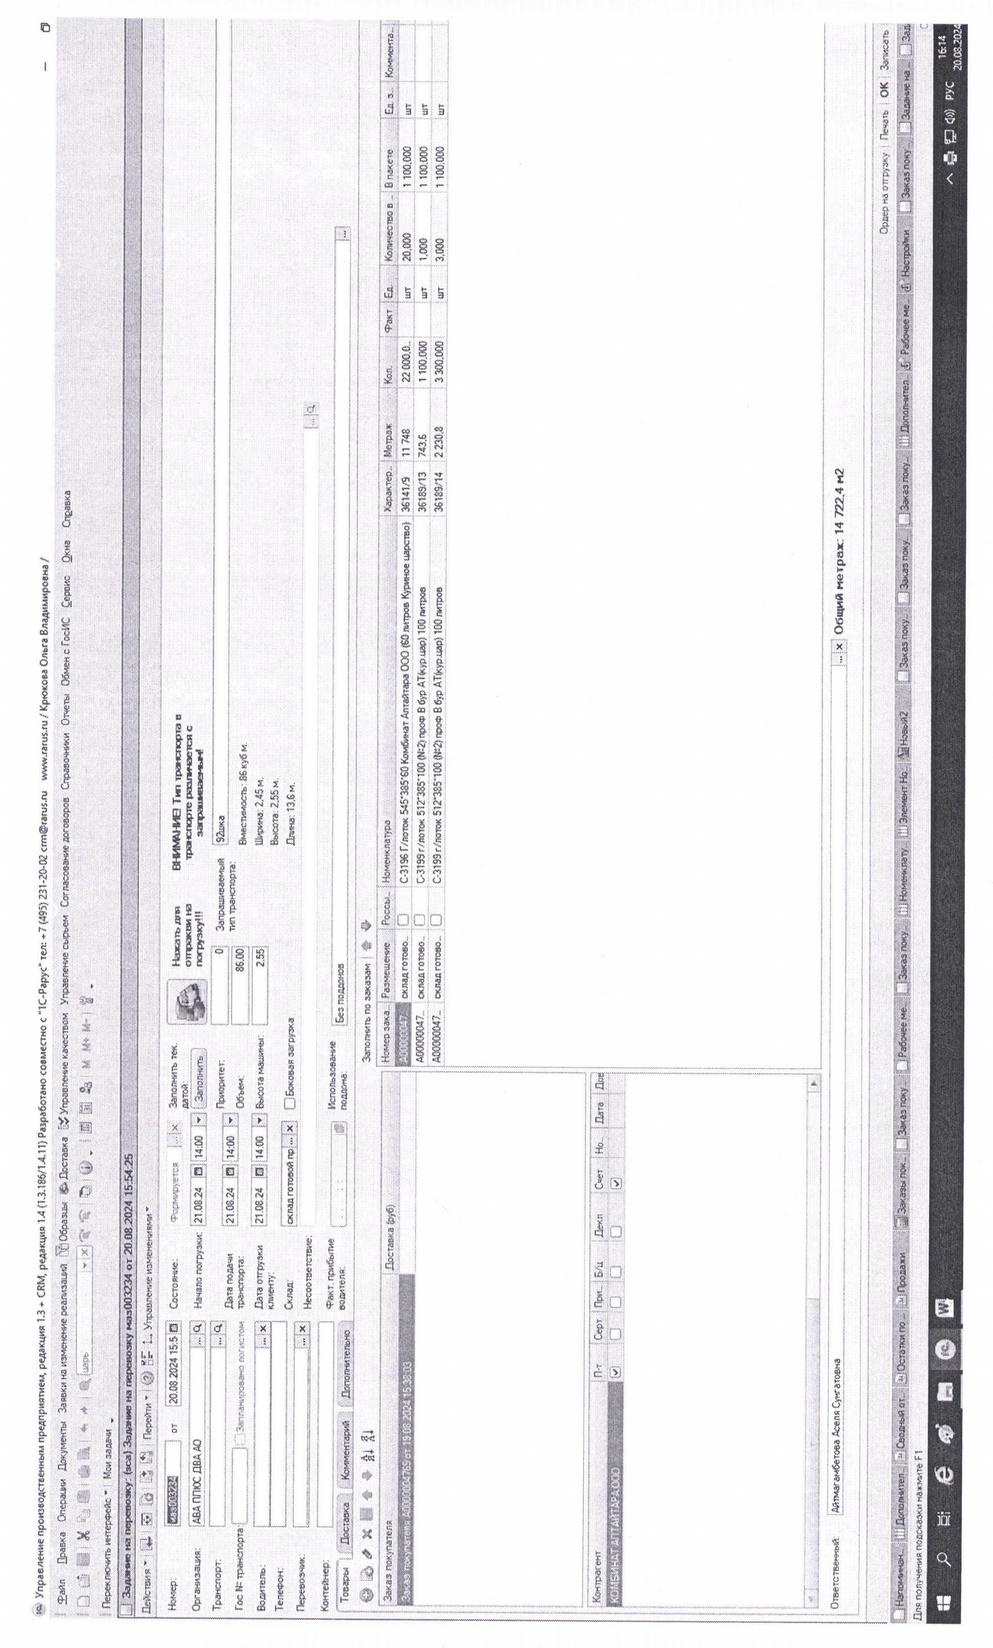 Управление производственным предприятием, редакция 1.3 + CRM, редакция 1.4 (1.3.186/1.4.11) Разработано совместно с "1С-Рарус" тел: +7 (495) 231-20-02 crm@rarus.ru www.rarus.ru / Крюкова Ольга Владимировна /
Файл Правка Операции Документы Заявки на изменение реализаций Образцы Доставка Управление качеством Управление сырьем Согласование договоров Справочники Отчеты Обмен с ГосИС Сервис Окна Справка
царь M M+ M-
Переключить интерфейс Мои задачи
Задание на перевозку (вса) Задание на перевозку маз003234 от 20.08.2024 15:54:25
Действия Перейти Управление изменениями
Номер: маз003234 от 20.08.2024 15:5 Состояние: Формируется ... × Заполнить тек. датой: Нажать для отправки на погрузку!!! ВНИМАНИЕ! Тип транспорта в транспорте различается с запрашиваемым!
Организация: АВА ПЛЮС ДВА АО Начало погрузки: 21.08.24 14:00 Заполнить
Транспорт: Дата подачи транспорта: 21.08.24 14:00 Приоритет: 0 Запрашиваемый тип транспорта: 92шка
Гос № транспорта: Запланировано логистом Объем: 86.00 Вместимость: 86 куб м.
Водитель: Дата отгрузки клиенту: 21.08.24 14:00 Высота машины: 2.55 Ширина: 2,45 м.
Телефон: Склад: склад готовой пр ... × Боковая загрузка Высота: 2,55 м.
Длина: 13,6 м.
Перевозчик: Несоответствие:
Контейнер: Факт. прибытие водителя: Использование поддона: Без поддонов
Товары Доставка Комментарий Дополнительно
Заполнить по заказам
Заказ покупателя Доставка (руб)
Заказ покупателя А0000004769 от 19.08.2024 15:38:03
Номер зака... Размещение Россы... Номенклатура Характер... Метраж Кол. Факт Ед. Количество в ... В пакете Ед. з... Коммента...
А00000047... склад готово... С-3196 Г/лоток 545*385*60 Комбинат Алтайтара ООО (60 литров Куриное царство) 36141/9 11 748 22 000,0.. шт 20,000 1 100,000 шт
А00000047... склад готово... С-3199 г/лоток 512*385*100 (№2) проф В бур АТ(кур.цар) 100 литров 36189/13 743,6 1 100,000 шт 1,000 1 100,000 шт
А00000047... склад готово... С-3199 г/лоток 512*385*100 (№2) проф В бур АТ(кур.цар) 100 литров 36189/14 2 230,8 3 300,000 шт 3,000 1 100,000 шт
Контрагент П-т Серт При... Б/ц Декл Счет Но... Дата Дов
КОМБИНАТ АЛТАЙТАРА ООО
Ответственный: Айтмагамбетова Аселя Сунгатовна ... × Общий метраж: 14 722,4 м2
Ордер на отгрузку Печать OK Записать
Напоминан... Дополнител... Сводный от... Остатки по... Продажи Заказы пок... Заказ поку... Рабочее ме... Заказ поку... Номенклату... Элемент Но... Новый2 Заказ поку... Заказ поку... Заказ поку... Дополнител... Рабочее ме... Настройки Заказ поку... Задание на... Зад
Для получения подсказки нажмите F1
РУС 16:14
20.08.2024